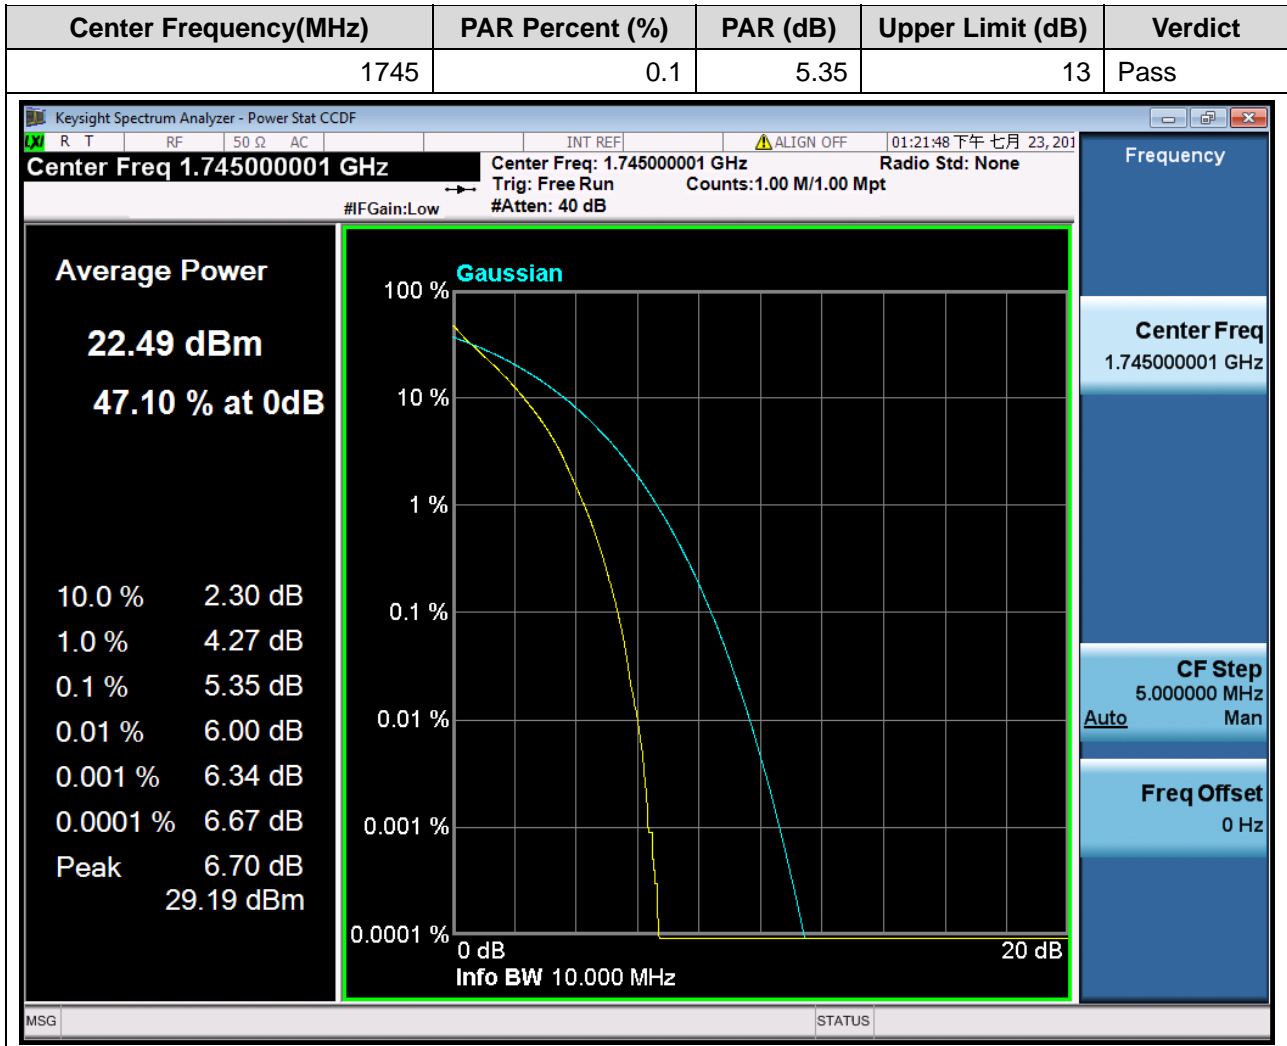 Center Frequency(MHz) PAR Percent (%) PAR (dB) Upper Limit (dB) Verdict
1745 0.1 5.35 13 Pass
Keysight Spectrum Analyzer - Power Stat CCDF
LXI R T RF 50 Ω AC INT REF ALIGN OFF 01:21:48 下午 七月 23, 201
Center Freq 1.745000001 GHz
Center Freq: 1.745000001 GHz Radio Std: None
Trig: Free Run Counts:1.00 M/1.00 Mpt
#IFGain:Low #Atten: 40 dB
Average Power
22.49 dBm
47.10 % at 0dB
10.0 % 2.30 dB
1.0 % 4.27 dB
0.1 % 5.35 dB
0.01 % 6.00 dB
0.001 % 6.34 dB
0.0001 % 6.67 dB
Peak 6.70 dB
29.19 dBm
Gaussian
100 %
10 %
1 %
0.1 %
0.01 %
0.001 %
0.0001 %
0 dB 20 dB
Info BW 10.000 MHz
Frequency
Center Freq
1.745000001 GHz
CF Step
5.000000 MHz
Auto Man
Freq Offset
0 Hz
MSG STATUS